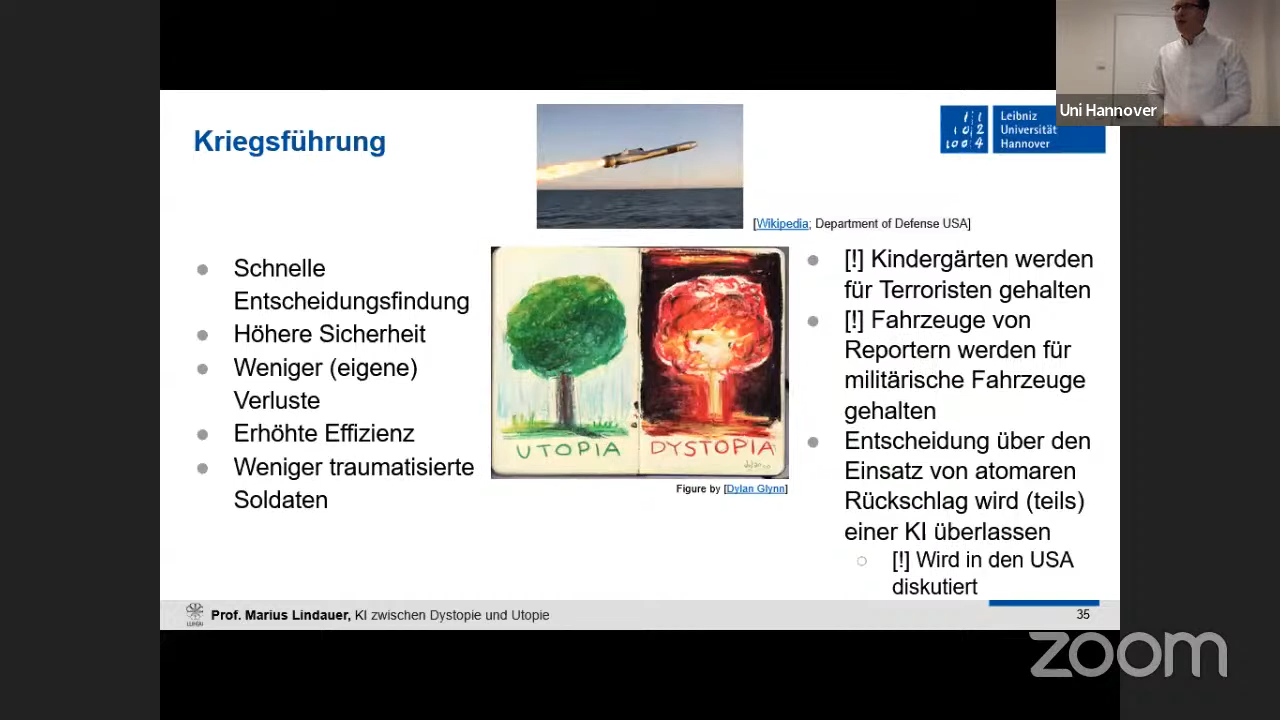 Uni Hannover
Kriegsführung
Leibniz
Universität
Hannover
[Wikipedia; Department of Defense USA]
Schnelle
Entscheidungsfindung
Höhere Sicherheit
Weniger (eigene)
Verluste
Erhöhte Effizienz
Weniger traumatisierte
Soldaten
UTOPIA
DYSTOPIA
Figure by [Dylan Glynn]
[!] Kindergärten werden
für Terroristen gehalten
[!] Fahrzeuge von
Reportern werden für
militärische Fahrzeuge
gehalten
Entscheidung über den
Einsatz von atomaren
Rückschlag wird (teils)
einer KI überlassen
[!] Wird in den USA
diskutiert
Prof. Marius Lindauer, KI zwischen Dystopie und Utopie
35
zoom